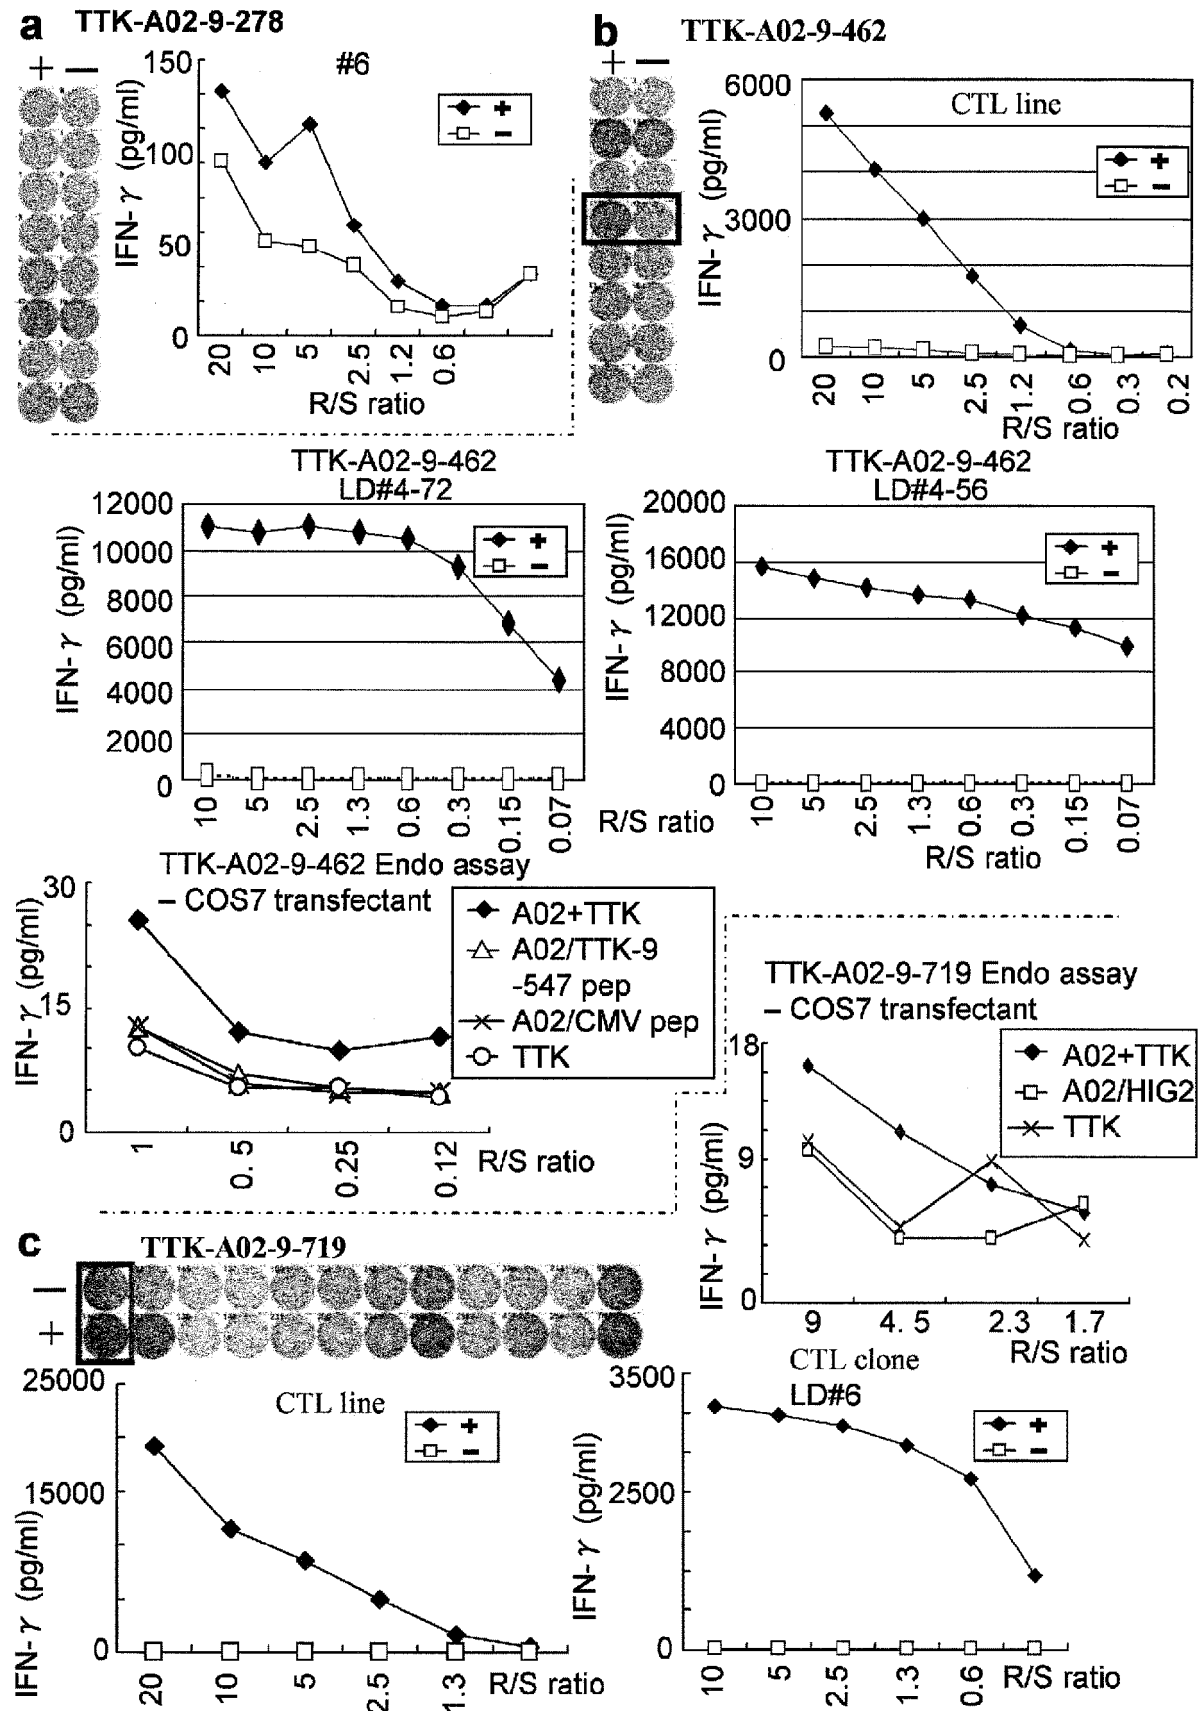 a TTK-A02-9-278
+ −
#6
IFN-γ (pg/ml)
150
100
50
0
+
−
20 10 5 2.5 1.2 0.6
R/S ratio
b TTK-A02-9-462
+ −
CTL line
IFN-γ (pg/ml)
6000
3000
0
+
−
20 10 5 2.5 1.2 0.6 0.3 0.2
R/S ratio
TTK-A02-9-462
LD#4-72
IFN-γ (pg/ml)
12000
10000
8000
6000
4000
2000
0
+
−
10 5 2.5 1.3 0.6 0.3 0.15 0.07
R/S ratio
TTK-A02-9-462
LD#4-56
IFN-γ (pg/ml)
20000
16000
12000
8000
4000
0
+
−
10 5 2.5 1.3 0.6 0.3 0.15 0.07
R/S ratio
TTK-A02-9-462 Endo assay
– COS7 transfectant
IFN-γ (pg/ml)
30
15
0
A02+TTK
A02/TTK-9
-547 pep
A02/CMV pep
TTK
1 0. 5 0.25 0.12
R/S ratio
TTK-A02-9-719 Endo assay
– COS7 transfectant
IFN-γ (pg/ml)
18
9
0
A02+TTK
A02/HIG2
TTK
9 4. 5 2.3 1.7
R/S ratio
c TTK-A02-9-719
−
+
CTL line
IFN-γ (pg/ml)
25000
15000
0
+
−
20 10 5 2.5 1.3
R/S ratio
CTL clone
LD#6
IFN-γ (pg/ml)
3500
2500
0
+
−
10 5 2.5 1.3 0.6
R/S ratio